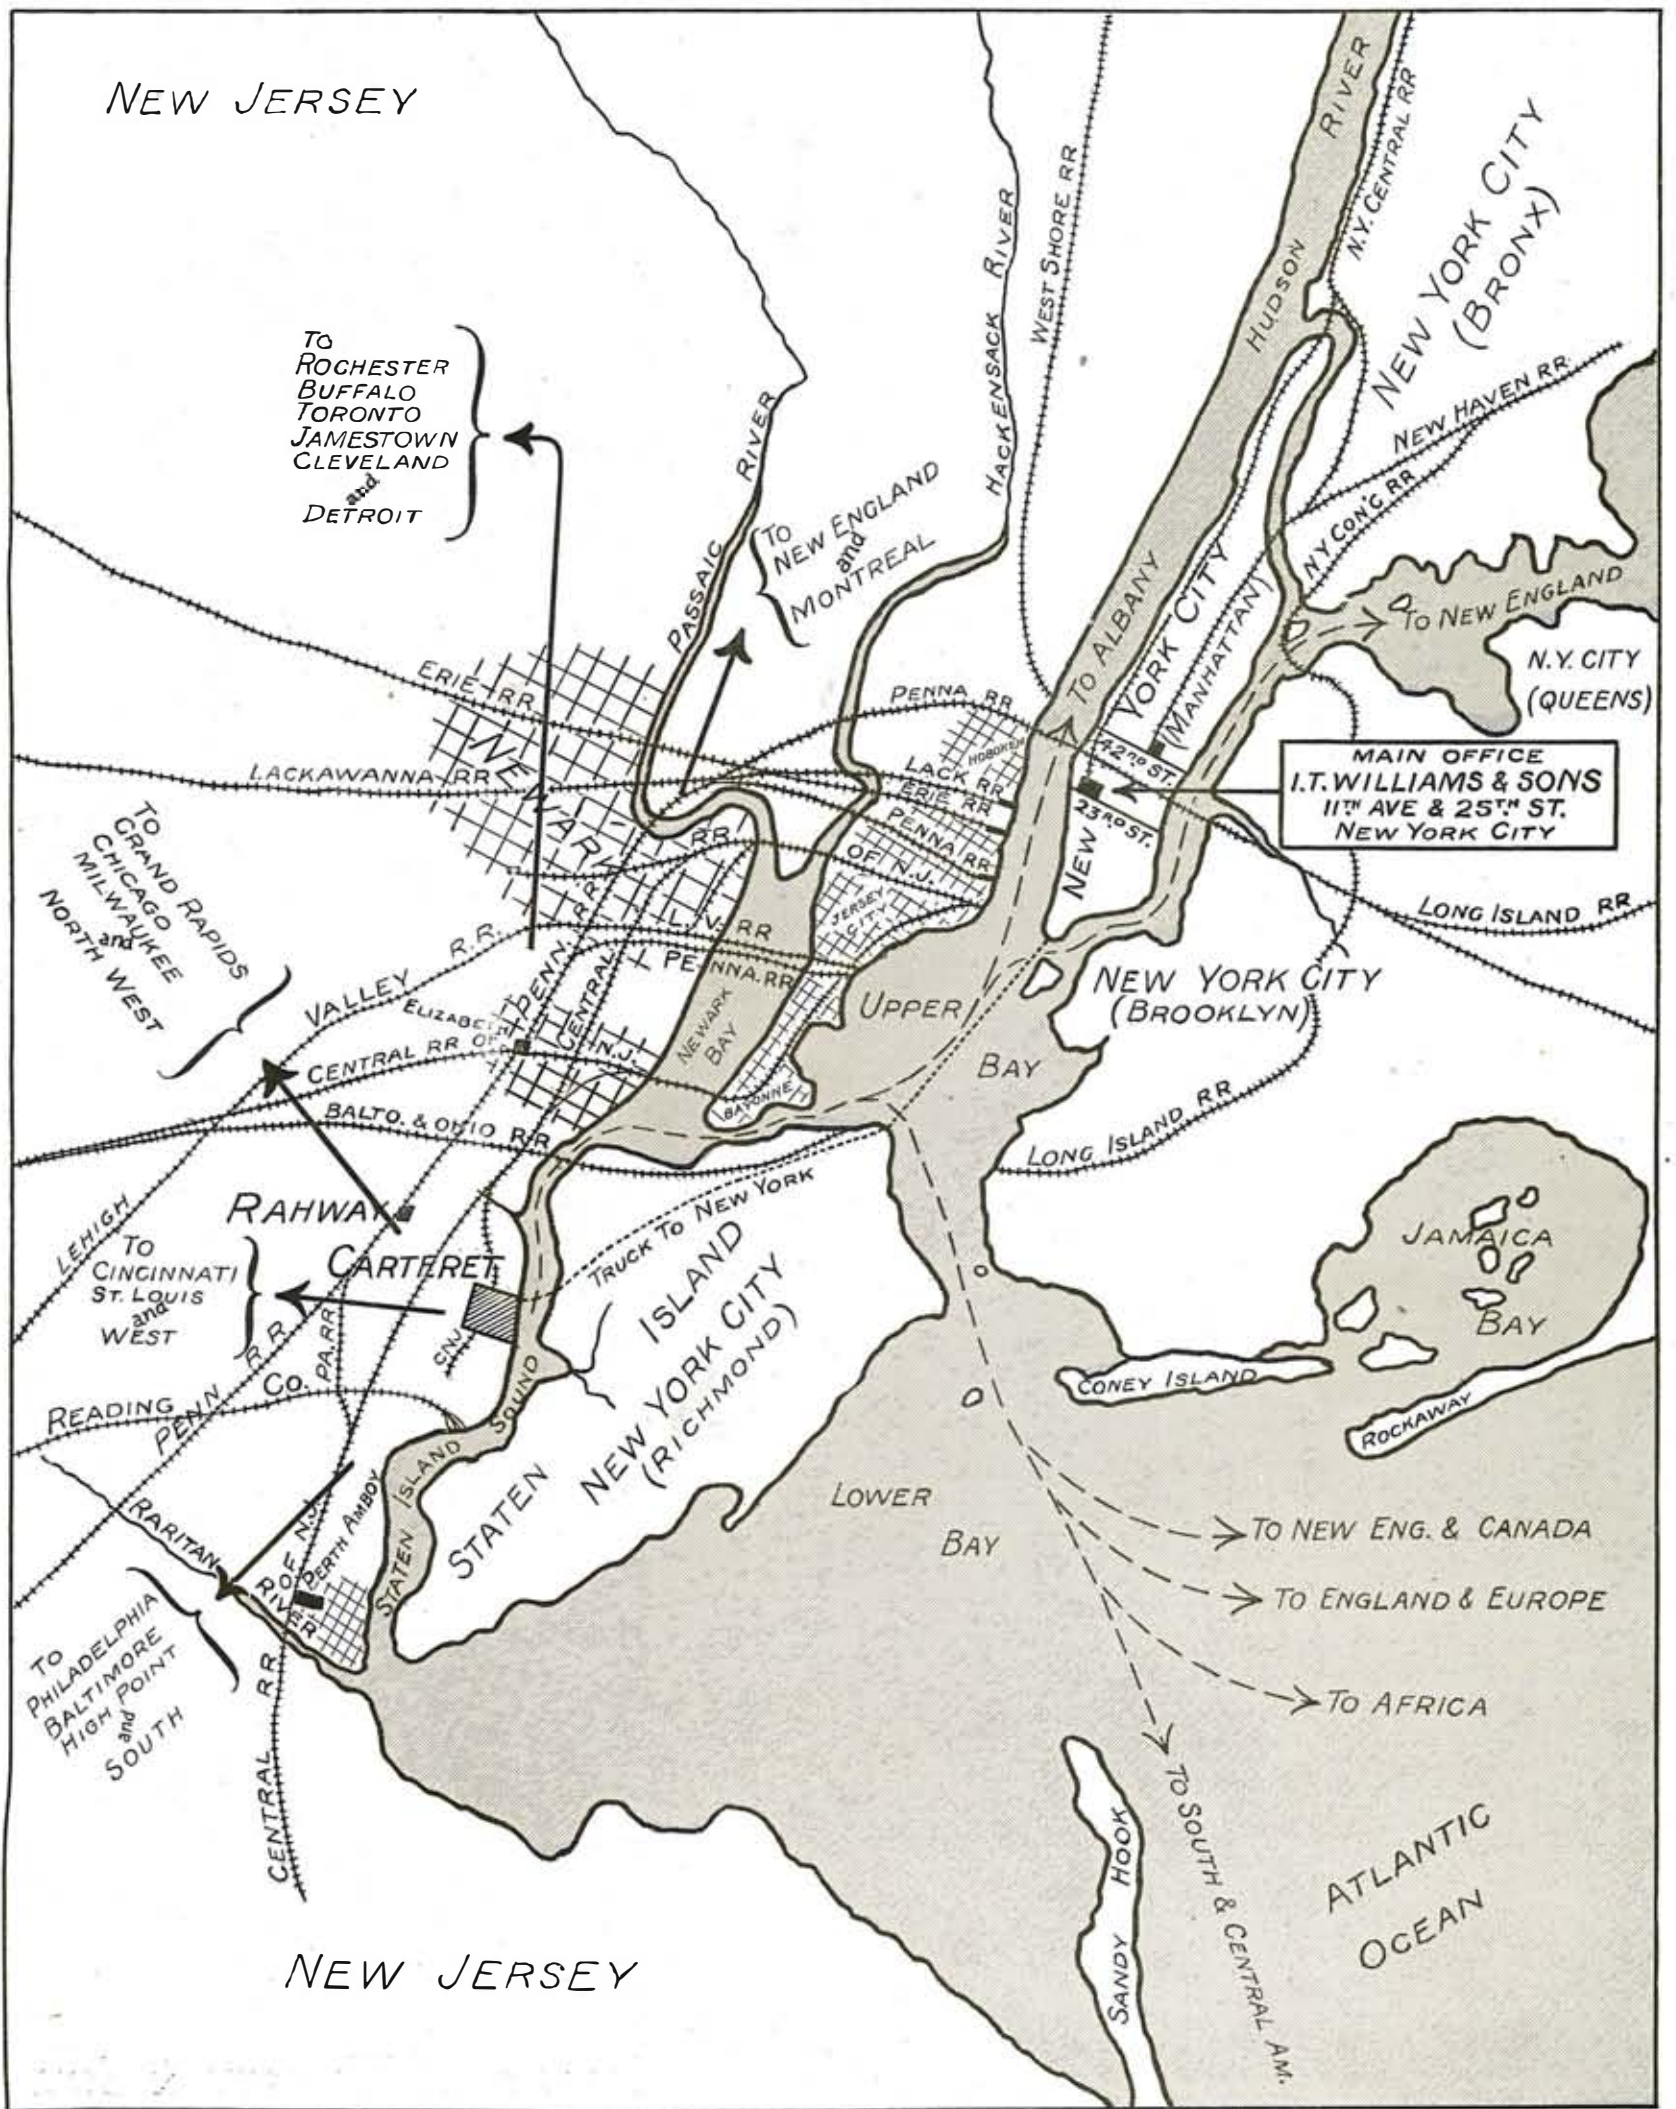 NEW JERSEY
HUDSON RIVER
N.Y. CENTRAL RR
NEW YORK CITY
(BRONX)
WEST SHORE RR
HACKENSACK RIVER
PASSAIC RIVER
TO
ROCHESTER
BUFFALO
TORONTO
JAMESTOWN
CLEVELAND
and
DETROIT
TO
NEW ENGLAND
and
MONTREAL
NEW HAVEN RR.
N Y CON'G RR
TO NEW ENGLAND
N.Y. CITY
(QUEENS)
TO ALBANY
NEW YORK CITY
(MANHATTAN)
42ND ST.
23RD ST.
MAIN OFFICE
I.T. WILLIAMS & SONS
11TH AVE & 25TH ST.
NEW YORK CITY
ERIE RR.
PENNA RR
HOBOKEN
LACKAWANNA RR
LACK RR
ERIE RR
PENNA RR
NEWARK
RR
OF N.J.
JERSEY
CITY
LONG ISLAND RR
L. V. RR
PENNA. RR
PENN. RR
CENTRAL
TO
GRAND RAPIDS
CHICAGO
MILWAUKEE
and
NORTH WEST
LEHIGH VALLEY R.R.
ELIZABETH
CENTRAL RR OF N.J.
NEWARK
BAY
UPPER
BAY
NEW YORK CITY
(BROOKLYN)
BAYONNE
BALTO. & OHIO RR
LONG ISLAND RR
RAHWAY
TRUCK TO NEW YORK
CARTERET
TO
CINCINNATI
ST. LOUIS
and
WEST
CNJ
PA. RR
STATEN ISLAND
NEW YORK CITY
(RICHMOND)
JAMAICA
BAY
CONEY ISLAND
ROCKAWAY
READING Co.
PENN RR
STATEN ISLAND SOUND
LOWER
BAY
RARITAN RIVER
PERTH AMBOY
CENTRAL RR. OF N.J.
TO NEW ENG. & CANADA
TO ENGLAND & EUROPE
TO AFRICA
TO SOUTH & CENTRAL AM.
TO
PHILADELPHIA
BALTIMORE
HIGH POINT
and
SOUTH
SANDY HOOK
ATLANTIC
OCEAN
NEW JERSEY